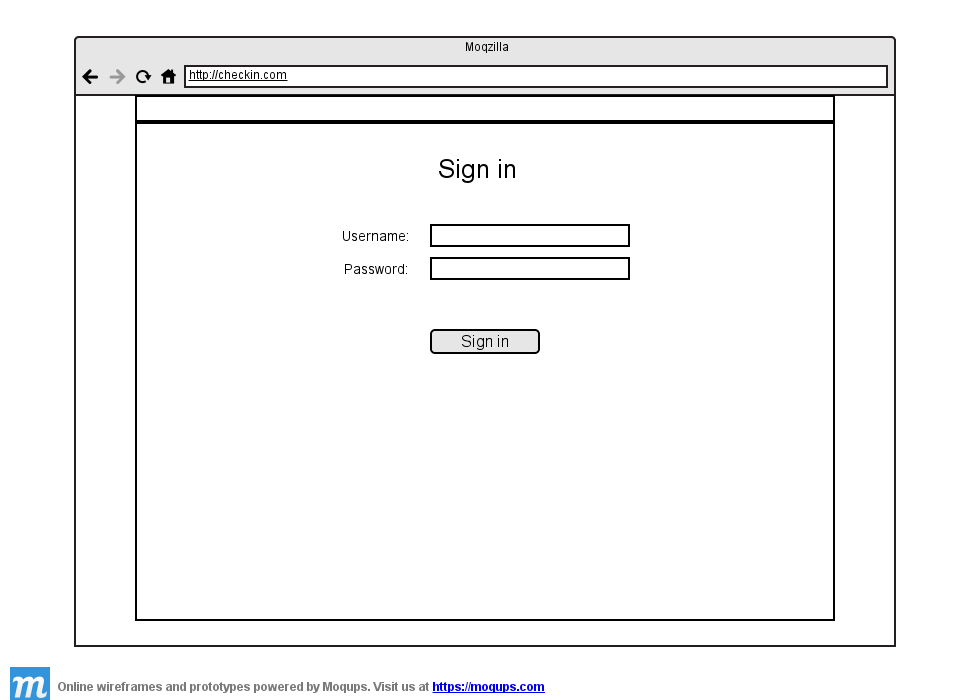 Moqzilla
http://checkin.com
Sign in
Username:
Password:
Sign in
m Online wireframes and prototypes powered by Moqups. Visit us at https://moqups.com